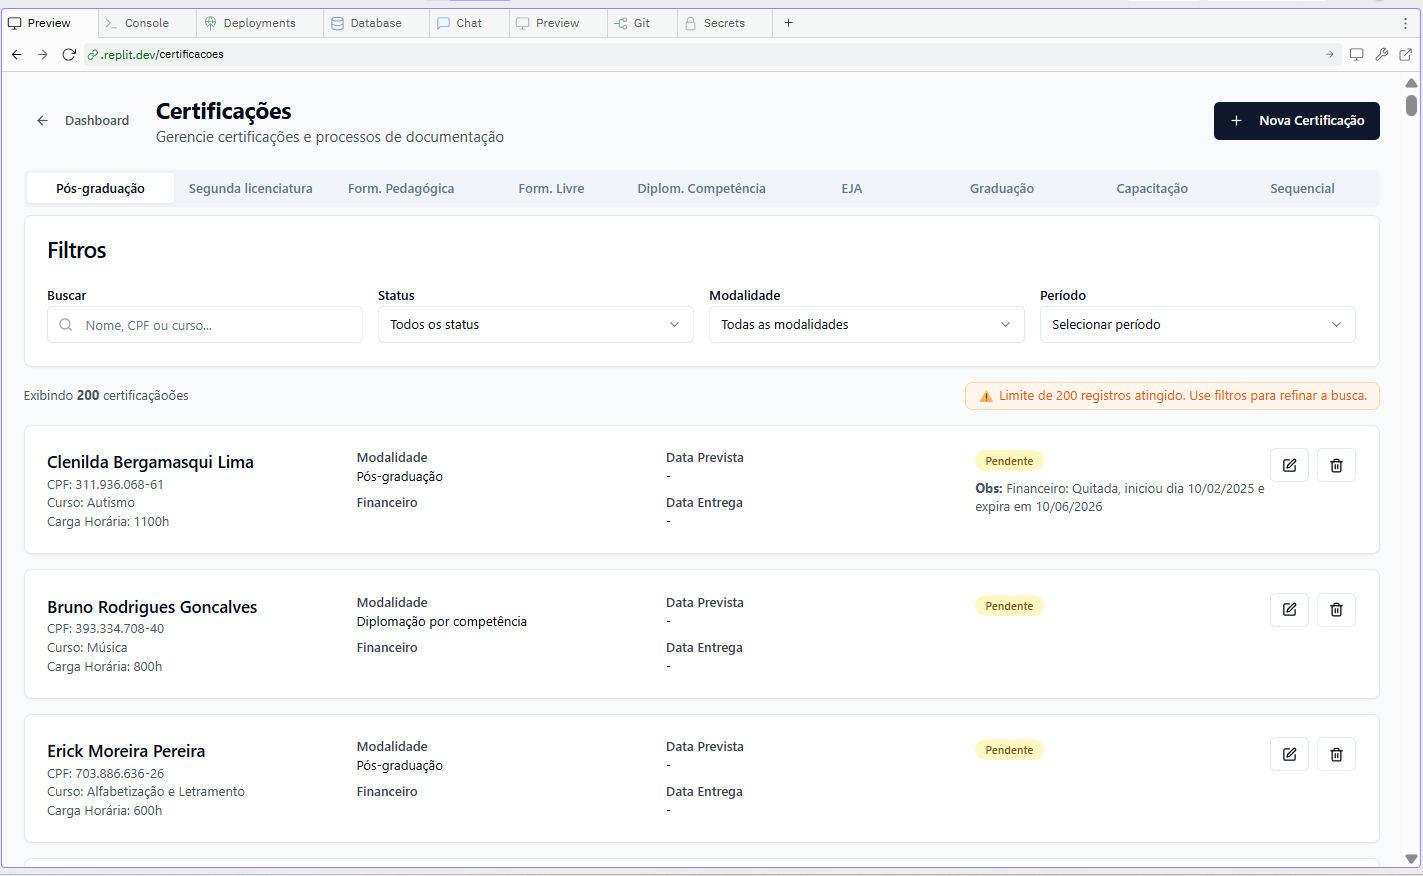 Preview
Console
Deployments
Database
Chat
Preview
Git
Secrets
.replit.dev/certificacoes
Dashboard
Certificações
Gerencie certificações e processos de documentação
Nova Certificação
Pós-graduação
Segunda licenciatura
Form. Pedagógica
Form. Livre
Diplom. Competência
EJA
Graduação
Capacitação
Sequencial
Filtros
Buscar
Nome, CPF ou curso...
Status
Todos os status
Modalidade
Todas as modalidades
Período
Selecionar período
Exibindo 200 certificaçãoões
Limite de 200 registros atingido. Use filtros para refinar a busca.
Clenilda Bergamasqui Lima
CPF: 311.936.068-61
Curso: Autismo
Carga Horária: 1100h
Modalidade
Pós-graduação
Financeiro
Data Prevista
-
Data Entrega
-
Pendente
Obs: Financeiro: Quitada, iniciou dia 10/02/2025 e
expira em 10/06/2026
Bruno Rodrigues Goncalves
CPF: 393.334.708-40
Curso: Música
Carga Horária: 800h
Modalidade
Diplomação por competência
Financeiro
Data Prevista
-
Data Entrega
-
Pendente
Erick Moreira Pereira
CPF: 703.886.636-26
Curso: Alfabetização e Letramento
Carga Horária: 600h
Modalidade
Pós-graduação
Financeiro
Data Prevista
-
Data Entrega
-
Pendente